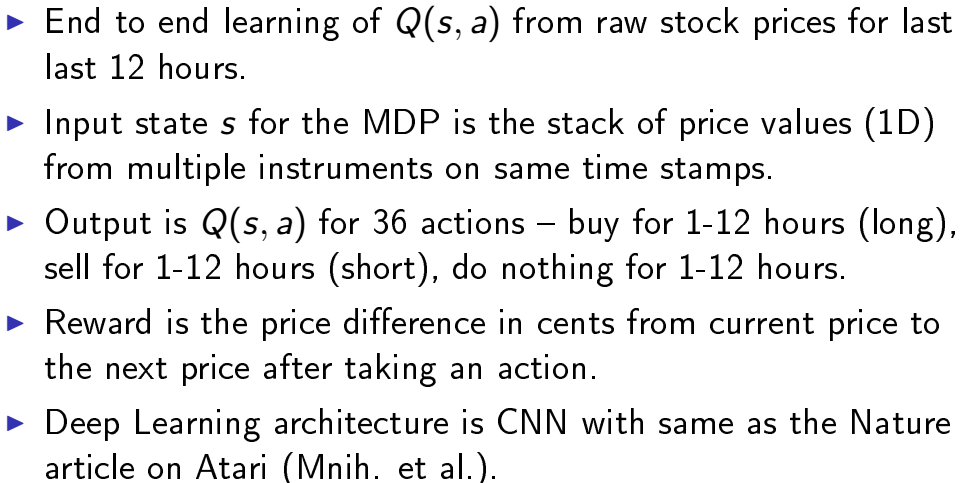 ▶ End to end learning of Q(s, a) from raw stock prices for last
last 12 hours.
▶ Input state s for the MDP is the stack of price values (1D)
from multiple instruments on same time stamps.
▶ Output is Q(s, a) for 36 actions – buy for 1-12 hours (long),
sell for 1-12 hours (short), do nothing for 1-12 hours.
▶ Reward is the price difference in cents from current price to
the next price after taking an action.
▶ Deep Learning architecture is CNN with same as the Nature
article on Atari (Mnih. et al.).